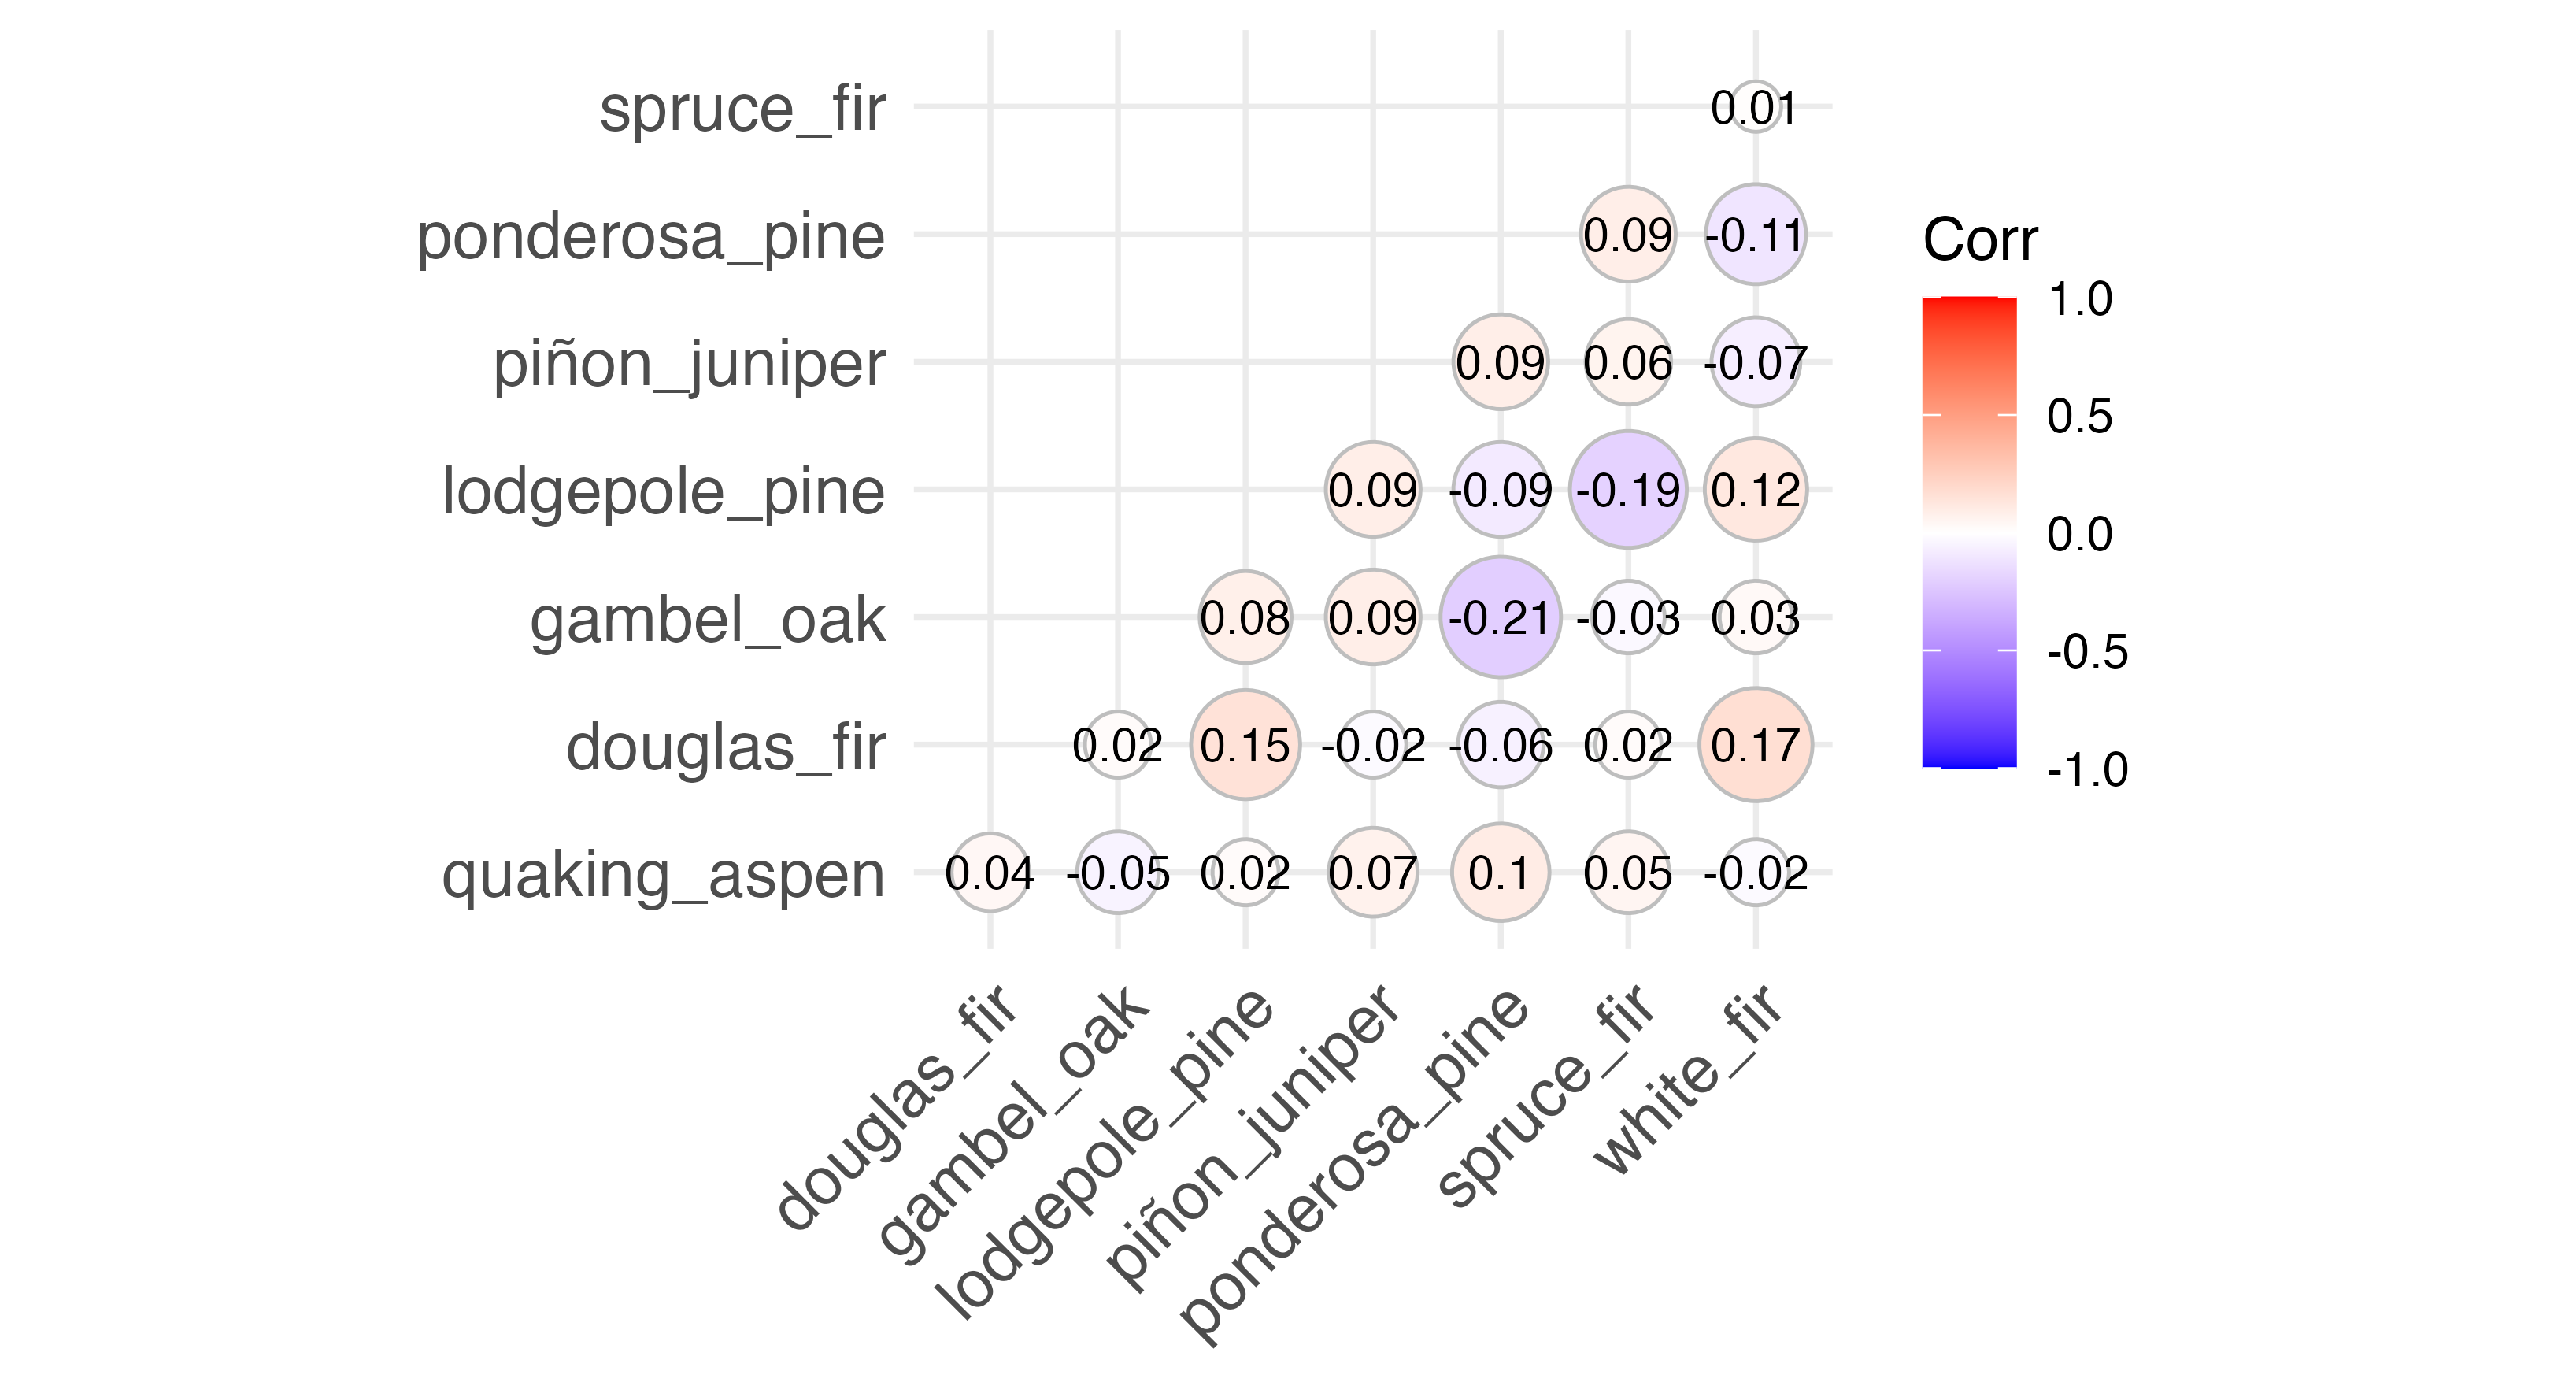 spruce_fir 0.01
ponderosa_pine 0.09 -0.11
piñon_juniper 0.09 0.06 -0.07
lodgepole_pine 0.09 -0.09 -0.19 0.12
gambel_oak 0.08 0.09 -0.21 -0.03 0.03
douglas_fir 0.02 0.15 -0.02 -0.06 0.02 0.17
quaking_aspen 0.04 -0.05 0.02 0.07 0.1 0.05 -0.02
douglas_fir
gambel_oak
lodgepole_pine
piñon_juniper
ponderosa_pine
spruce_fir
white_fir
Corr
1.0
0.5
0.0
-0.5
-1.0